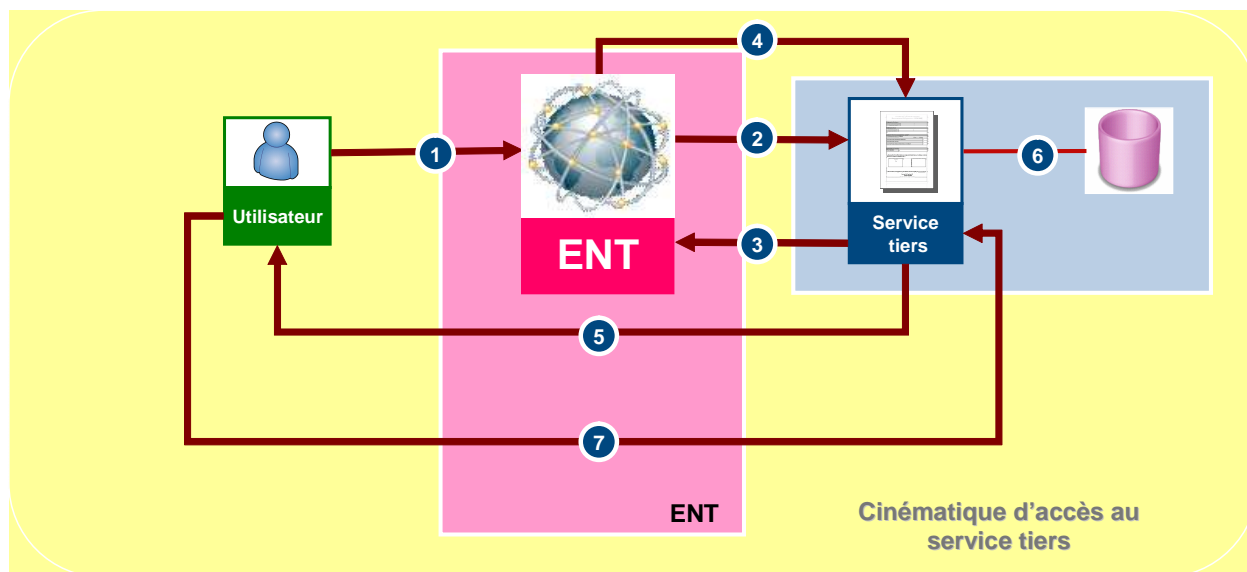 4
1
2
6
Utilisateur
Service
tiers
3
ENT
5
7
ENT
Cinématique d'accès au
service tiers